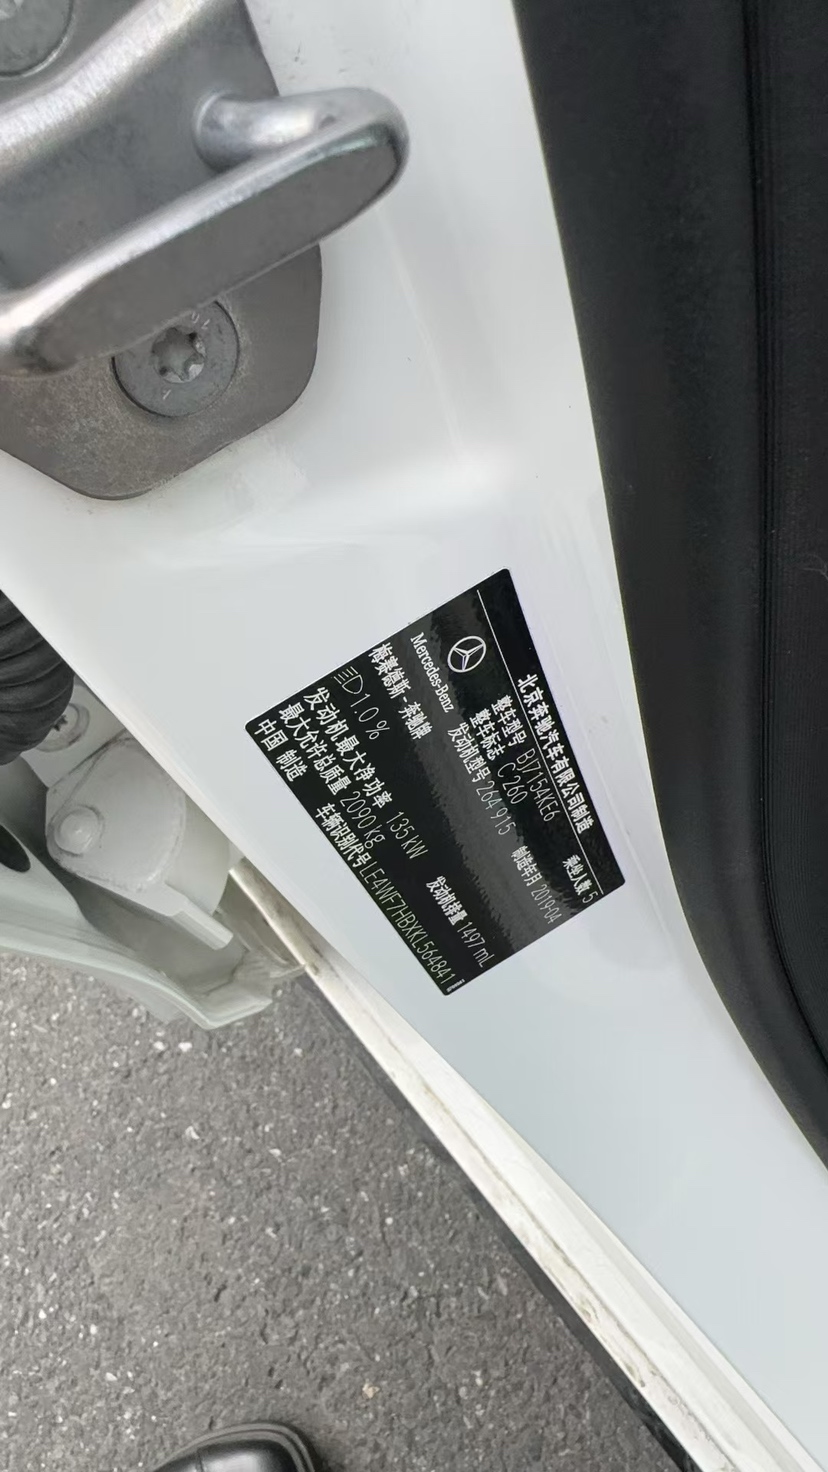 北京奔驰汽车有限公司制造
整车型号 BJ7154KE6 乘坐人数 5
整车标志 C 260
发动机型号 264 915 制造年月 2019-04
Mercedes-Benz
梅赛德斯-奔驰牌
1.0 %
发动机最大净功率 135 kW 发动机排量 1497 mL
最大允许总质量 2090 kg
中国 制造 车辆识别代号 LE4WF7HBXKL564841